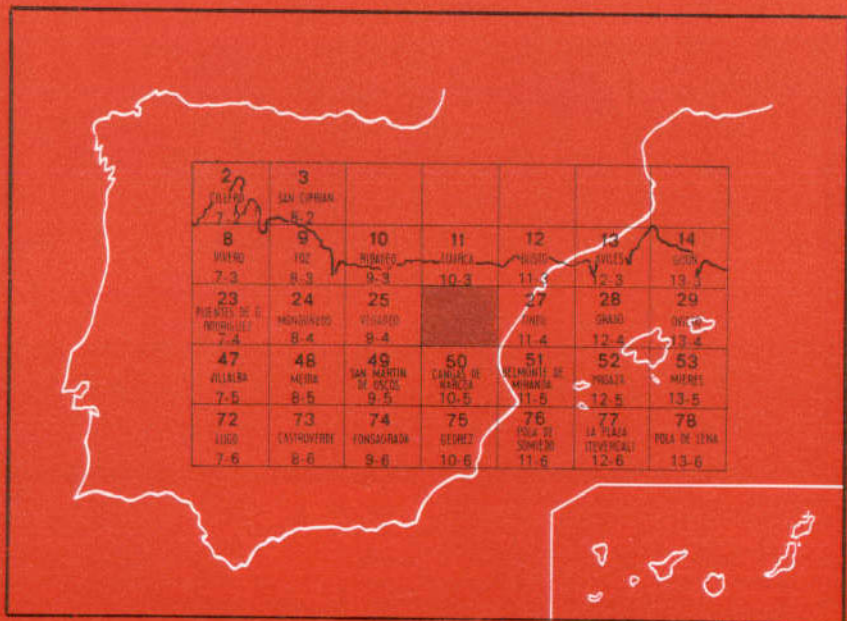 2
3
CILLERO
SAN CIPRIAN
7-2
8-2
8
9
10
11
12
13
14
VIVERO
FOZ
RIBADEO
LUARCA
BUSTO
AVILES
GIJON
7-3
8-3
9-3
10-3
11-3
12-3
13-3
23
24
25
27
28
29
PUENTES DE G.
RODRIGUEZ
MONDOÑEDO
VEGADEO
TINEO
GRADO
OVIEDO
7-4
8-4
9-4
11-4
12-4
13-4
47
48
49
50
51
52
53
VILLALBA
MEIRA
SAN MARTIN
DE OSCOS
CANGAS DE
NARCEA
BELMONTE DE
MIRANDA
PROAZA
MIERES
7-5
8-5
9-5
10-5
11-5
12-5
13-5
72
73
74
75
76
77
78
LUGO
CASTROVERDE
FONSAGRADA
GEDREZ
POLA DE
SOMIEDO
LA PLAZA
(TEVERGA)
POLA DE LENA
7-6
8-6
9-6
10-6
11-6
12-6
13-6